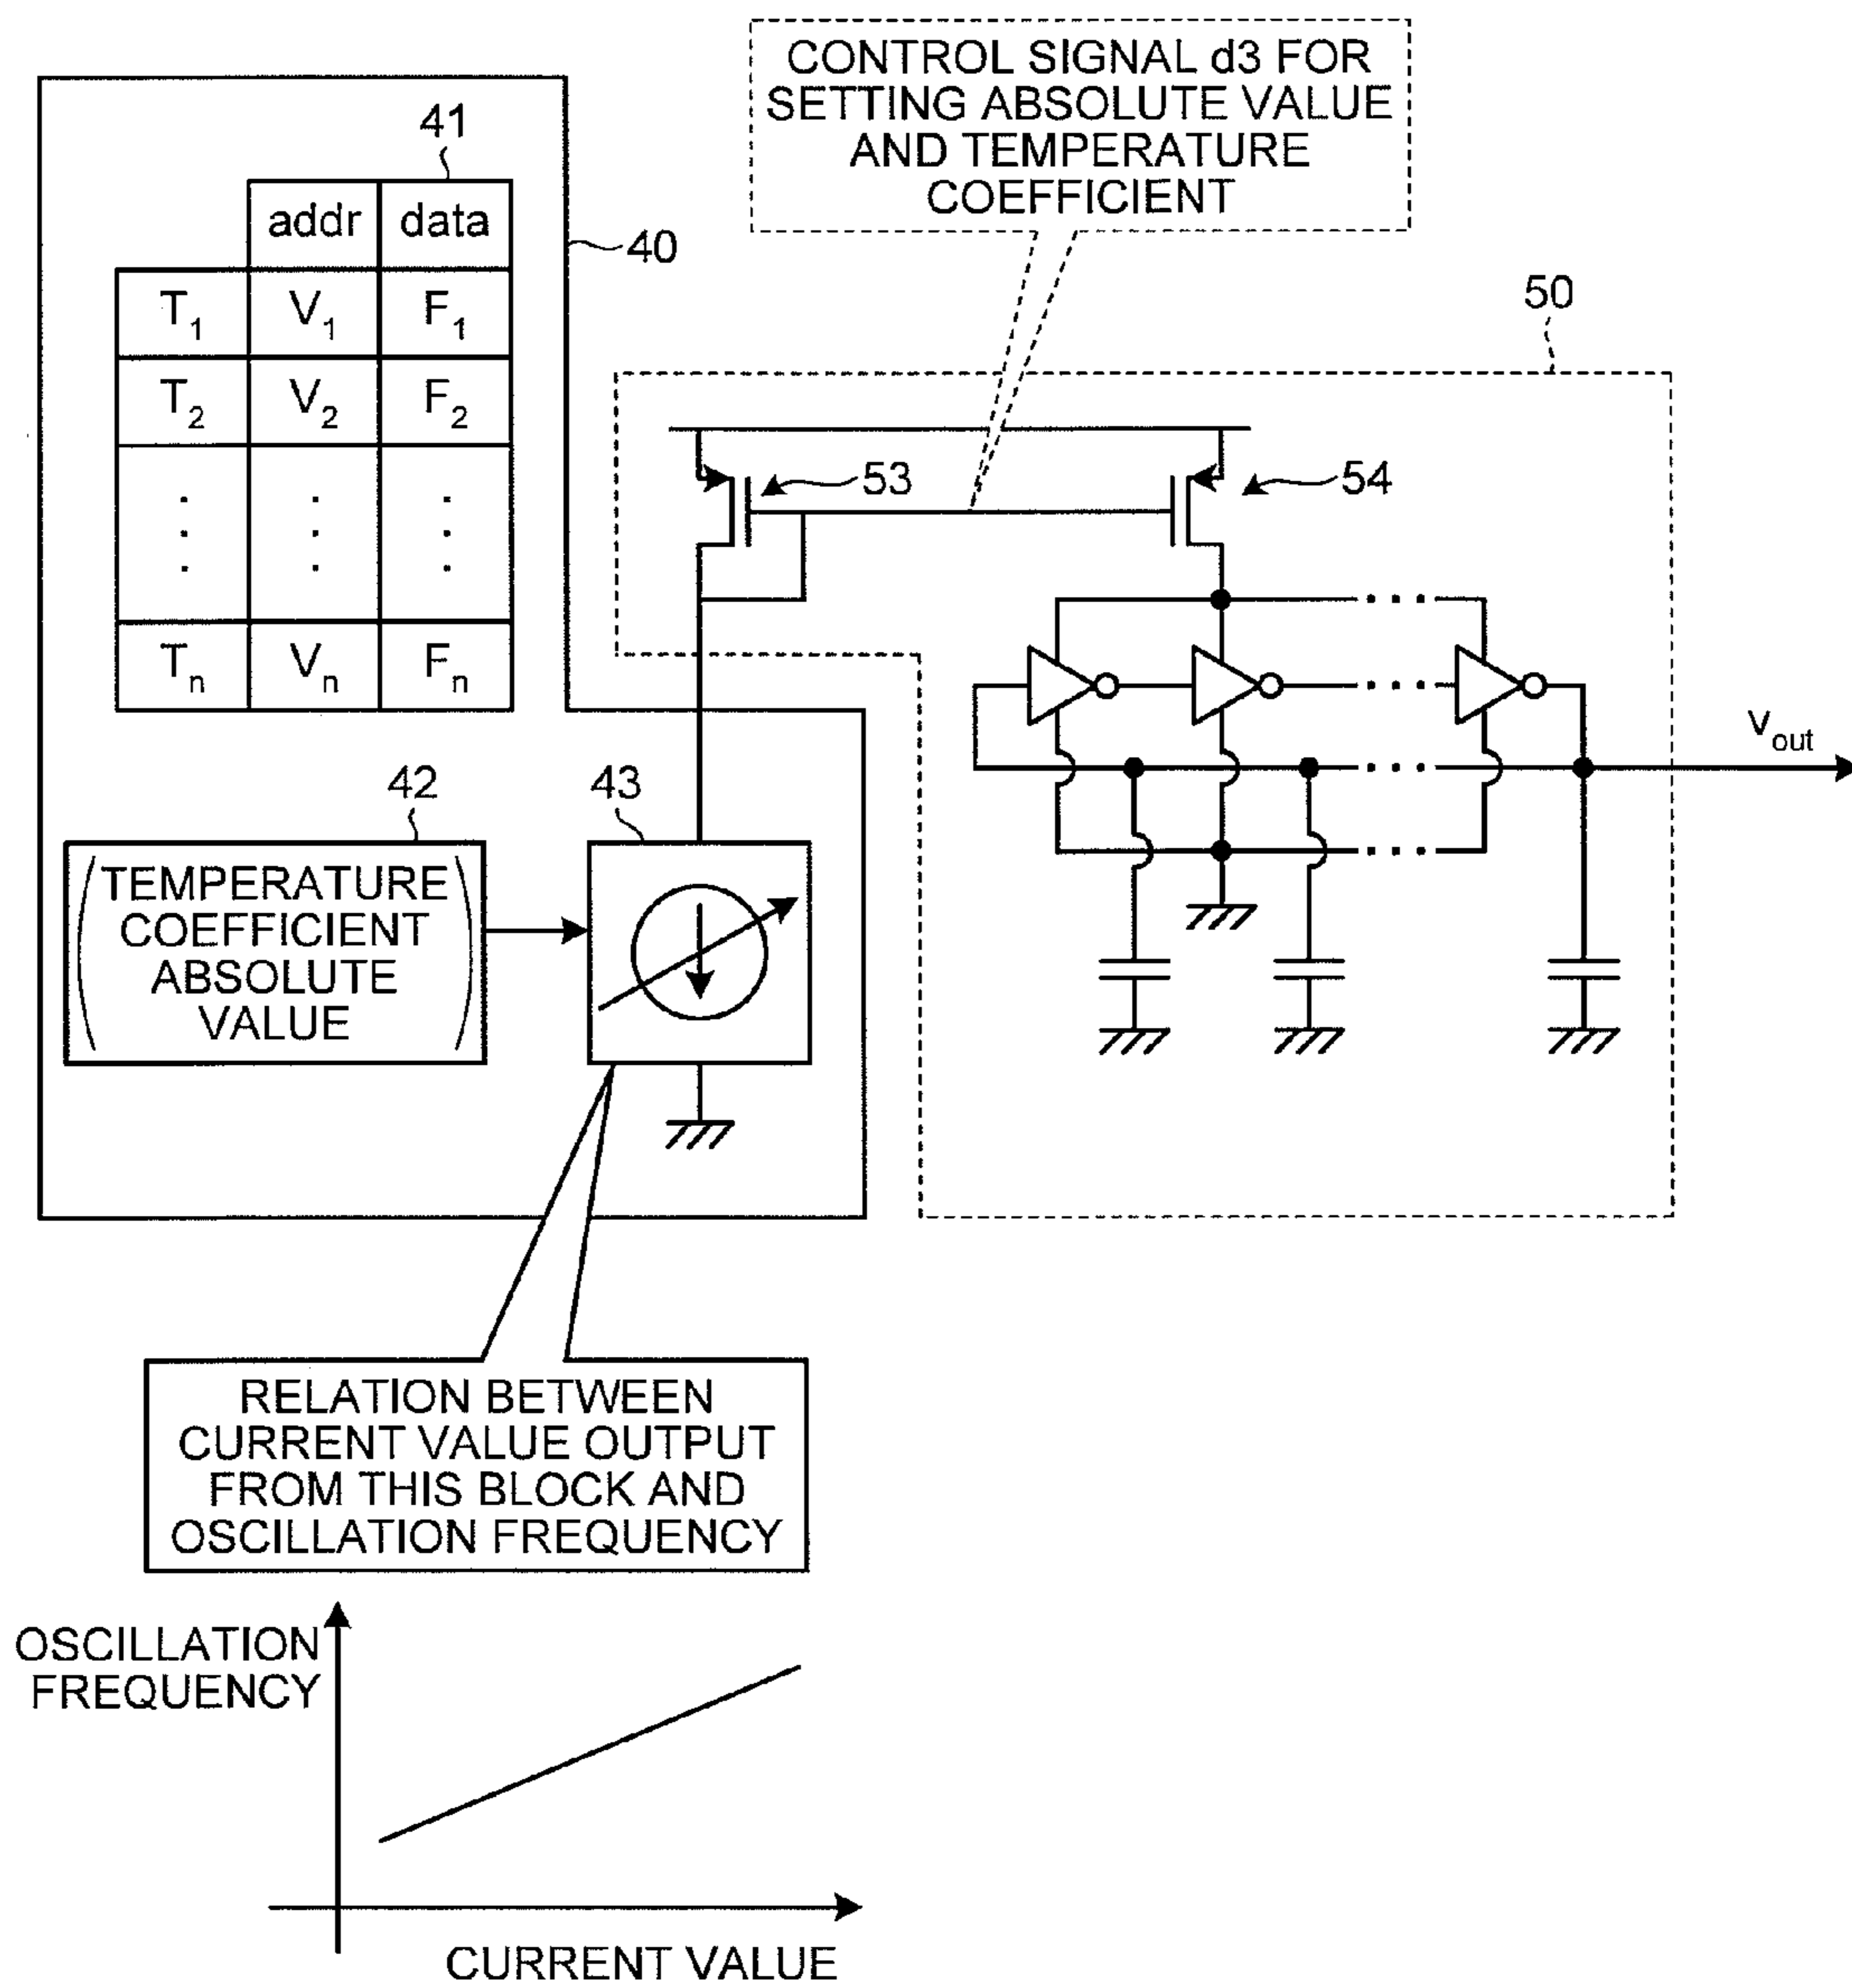 CONTROL SIGNAL d3 FOR
SETTING ABSOLUTE VALUE
AND TEMPERATURE
COEFFICIENT
41
addr data
40
T1 V1 F1
T2 V2 F2
Tn Vn Fn
50
53
54
Vout
42
43
TEMPERATURE
COEFFICIENT
ABSOLUTE
VALUE
RELATION BETWEEN
CURRENT VALUE OUTPUT
FROM THIS BLOCK AND
OSCILLATION FREQUENCY
OSCILLATION
FREQUENCY
CURRENT VALUE